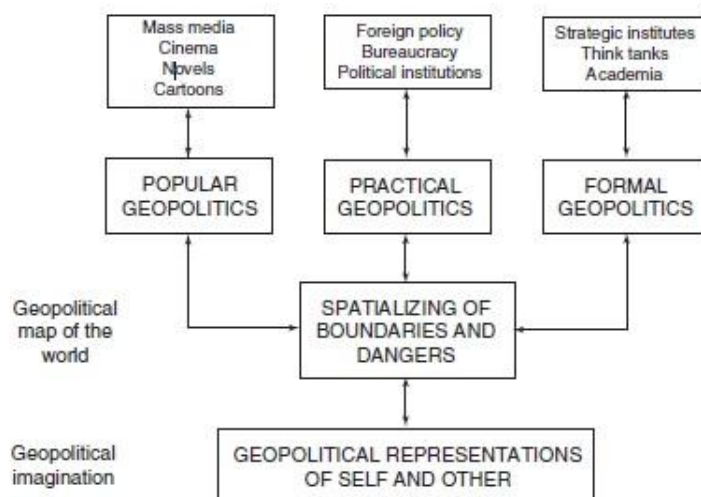 Mass media
Cinema
Novels
Cartoons
Foreign policy
Bureaucracy
Political institutions
Strategic institutes
Think tanks
Academia
POPULAR
GEOPOLITICS
PRACTICAL
GEOPOLITICS
FORMAL
GEOPOLITICS
Geopolitical
map of the
world
SPATIALIZING OF
BOUNDARIES AND
DANGERS
Geopolitical
imagination
GEOPOLITICAL REPRESENTATIONS
OF SELF AND OTHER